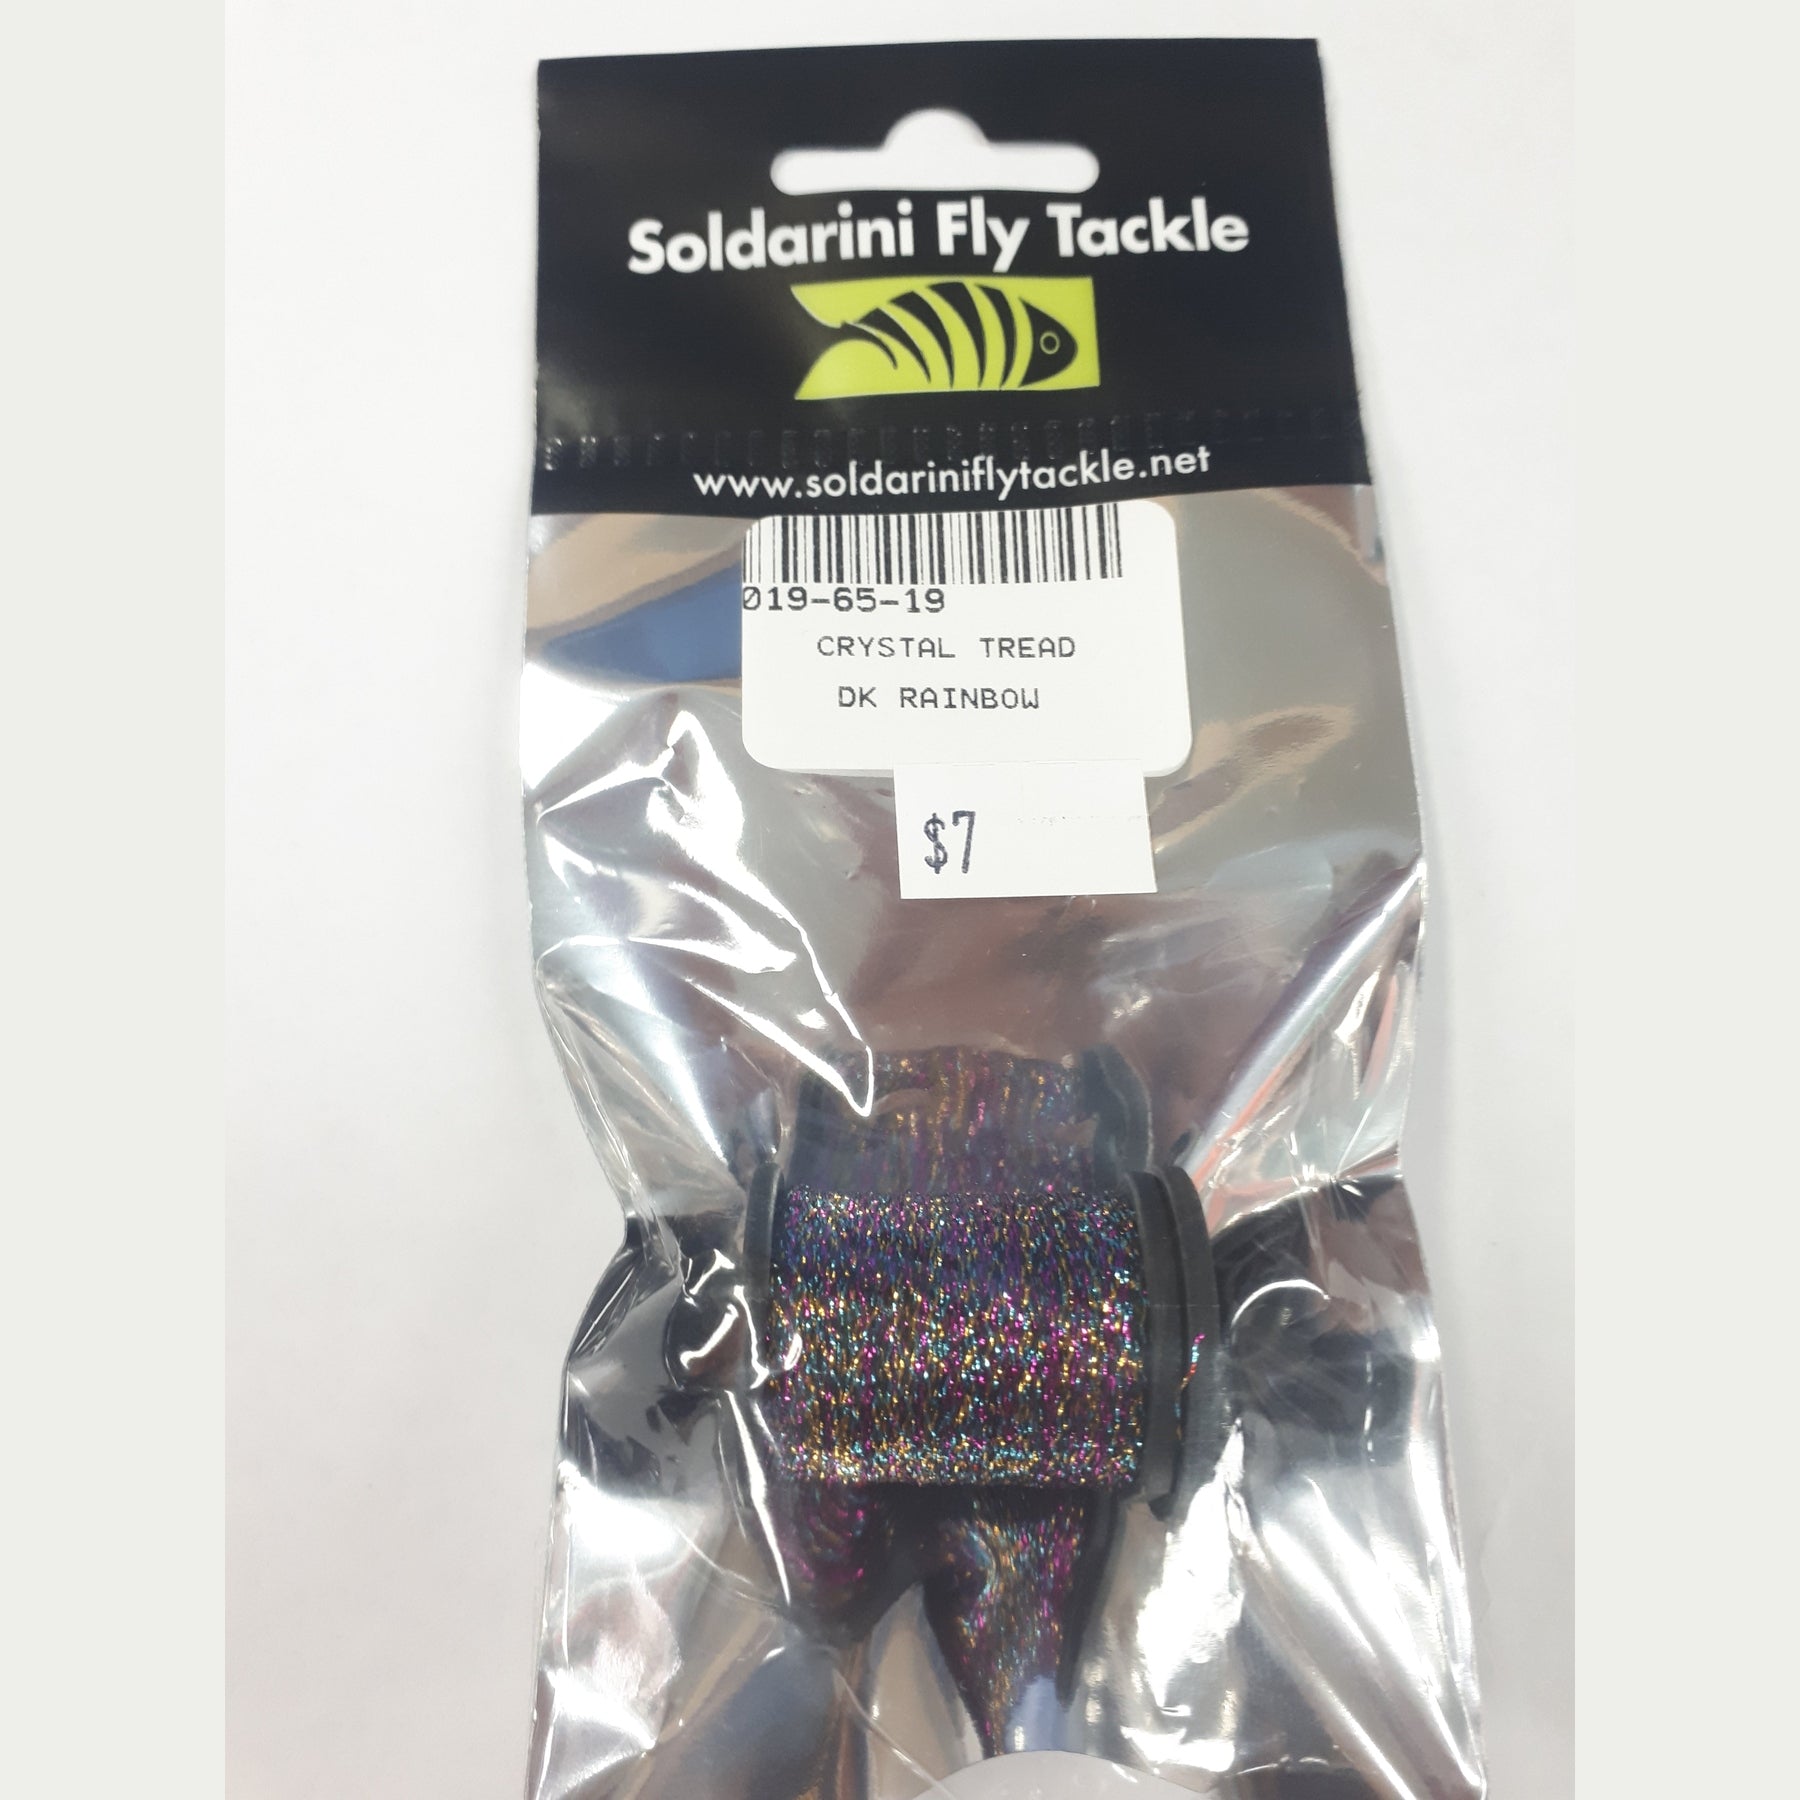 Soldarini Fly Tackle
www.soldariniflytackle.net
019-65-19
CRYSTAL TREAD
DK RAINBOW
$7